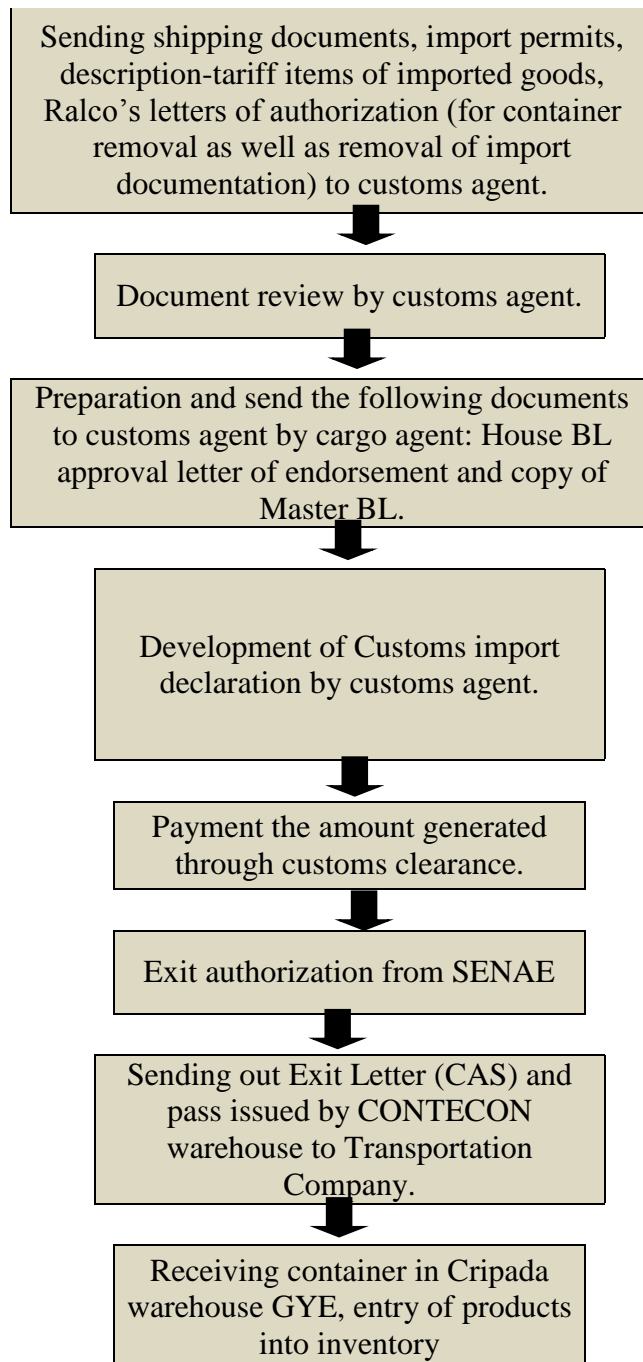 Sending shipping documents, import permits,
description-tariff items of imported goods,
Ralco’s letters of authorization (for container
removal as well as removal of import
documentation) to customs agent.
Document review by customs agent.
Preparation and send the following documents
to customs agent by cargo agent: House BL
approval letter of endorsement and copy of
Master BL.
Development of Customs import
declaration by customs agent.
Payment the amount generated
through customs clearance.
Exit authorization from SENAE
Sending out Exit Letter (CAS) and
pass issued by CONTECON
warehouse to Transportation
Company.
Receiving container in Cripada
warehouse GYE, entry of products
into inventory